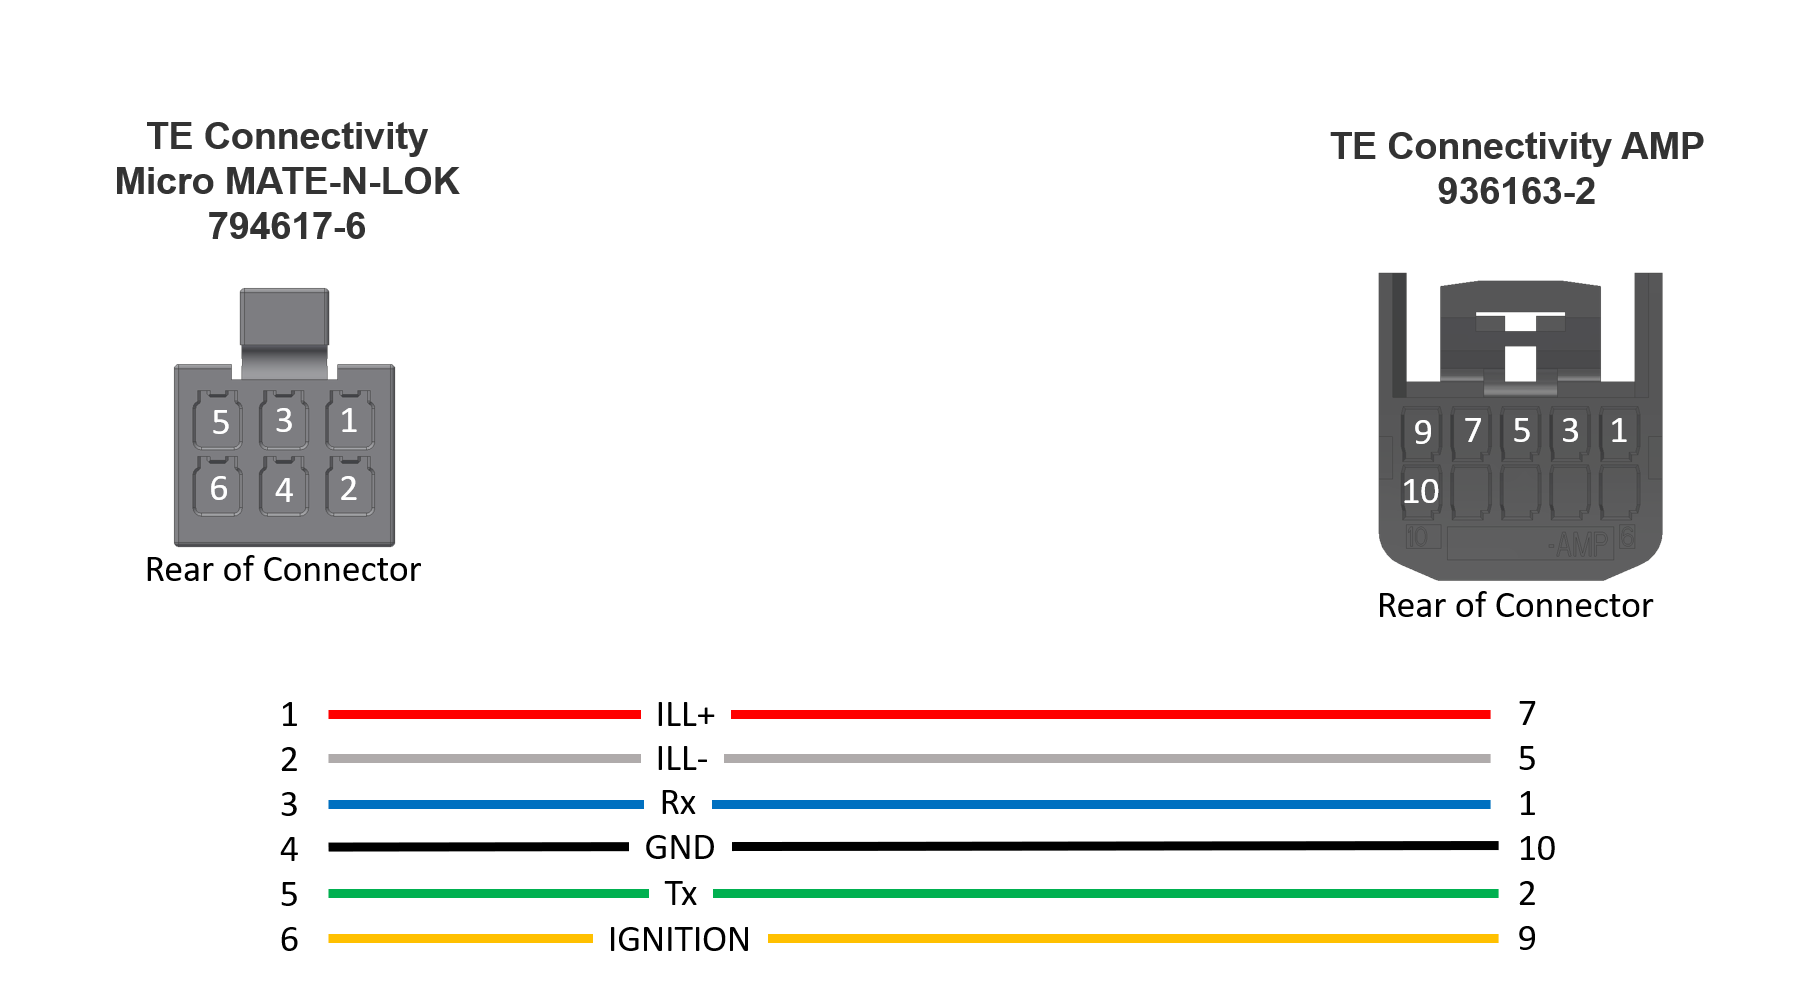 TE Connectivity
Micro MATE-N-LOK
794617-6
TE Connectivity AMP
936163-2
5 3 1
6 4 2
Rear of Connector
9 7 5 3 1
10
10 -AMP 6
Rear of Connector
1 ILL+ 7
2 ILL- 5
3 Rx 1
4 GND 10
5 Tx 2
6 IGNITION 9